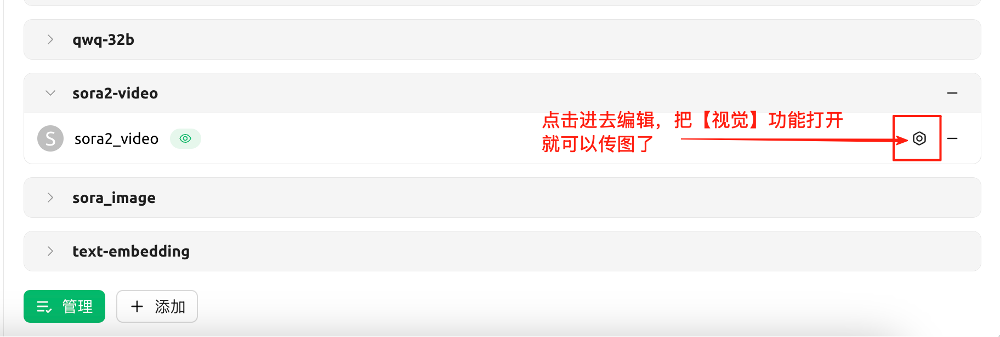 qwq-32b
sora2-video
点击进去编辑，把【视觉】功能打开
就可以传图了
S sora2_video
sora_image
text-embedding
管理 添加